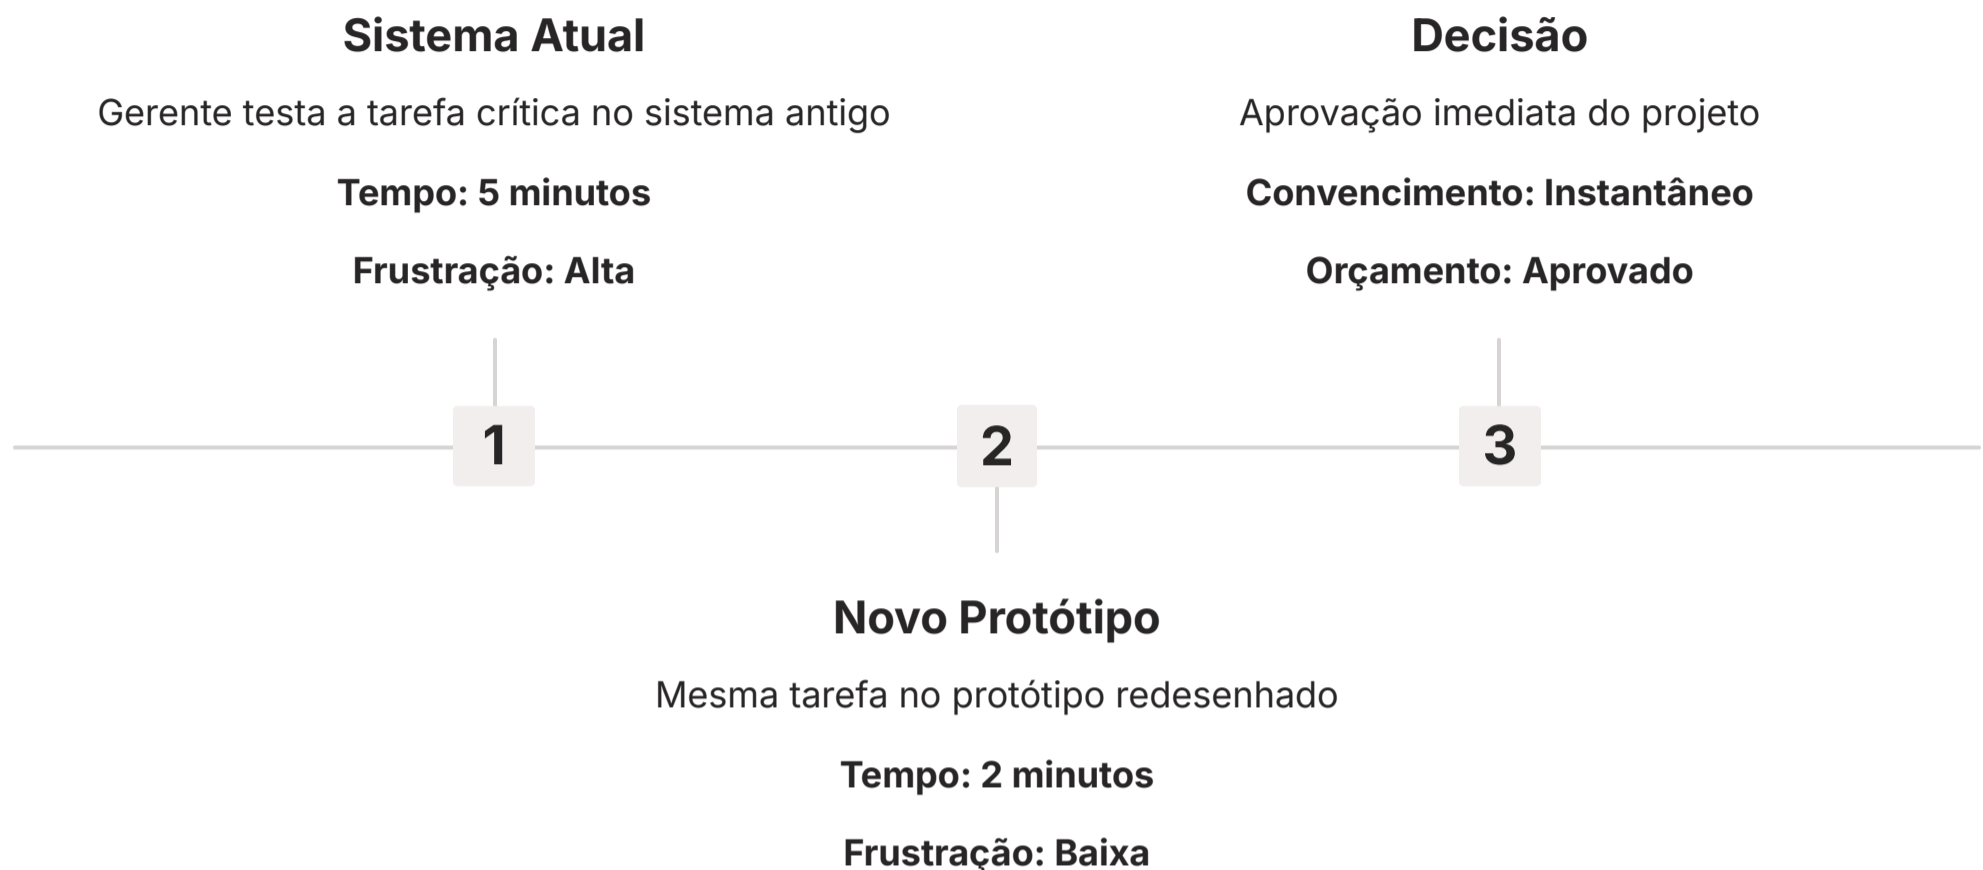 Sistema Atual
Gerente testa a tarefa crítica no sistema antigo
Tempo: 5 minutos
Frustração: Alta
Decisão
Aprovação imediata do projeto
Convencimento: Instantâneo
Orçamento: Aprovado
1
2
3
Novo Protótipo
Mesma tarefa no protótipo redesenhado
Tempo: 2 minutos
Frustração: Baixa